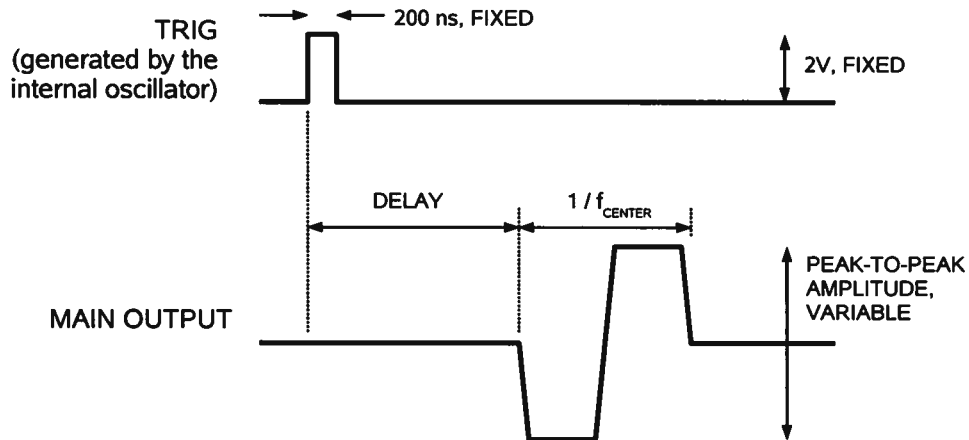 TRIG
(generated by the
internal oscillator)
200 ns, FIXED
2V, FIXED
DELAY
1 / fCENTER
MAIN OUTPUT
PEAK-TO-PEAK
AMPLITUDE,
VARIABLE